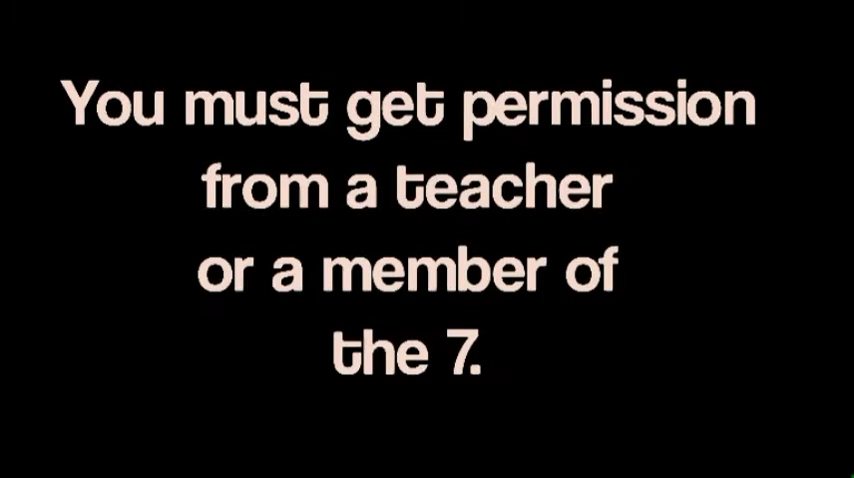 You must get permission
from a teacher
or a member of
the 7.